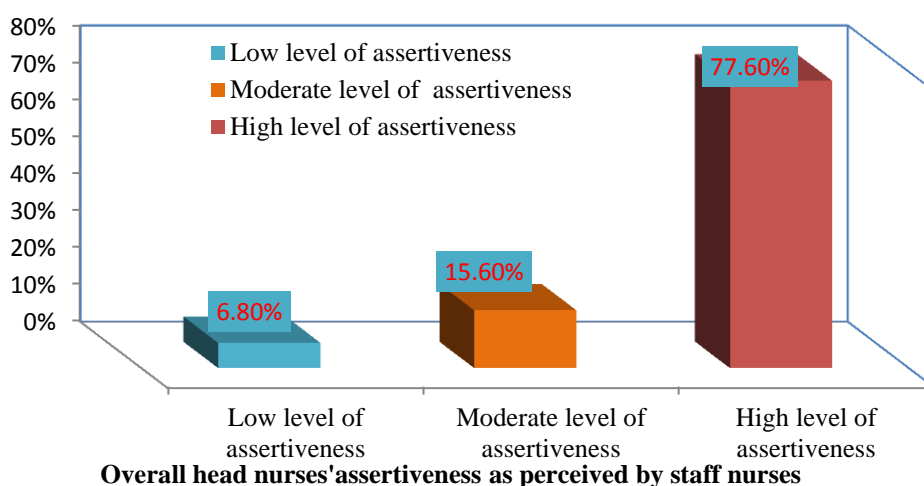 80%
70%
60%
50%
40%
30%
20%
10%
0%
Low level of assertiveness
Moderate level of  assertiveness
High level of assertiveness
6.80%
15.60%
77.60%
Low level of
assertiveness
Moderate level of
assertiveness
High level of
assertiveness
Overall head nurses'assertiveness as perceived by staff nurses